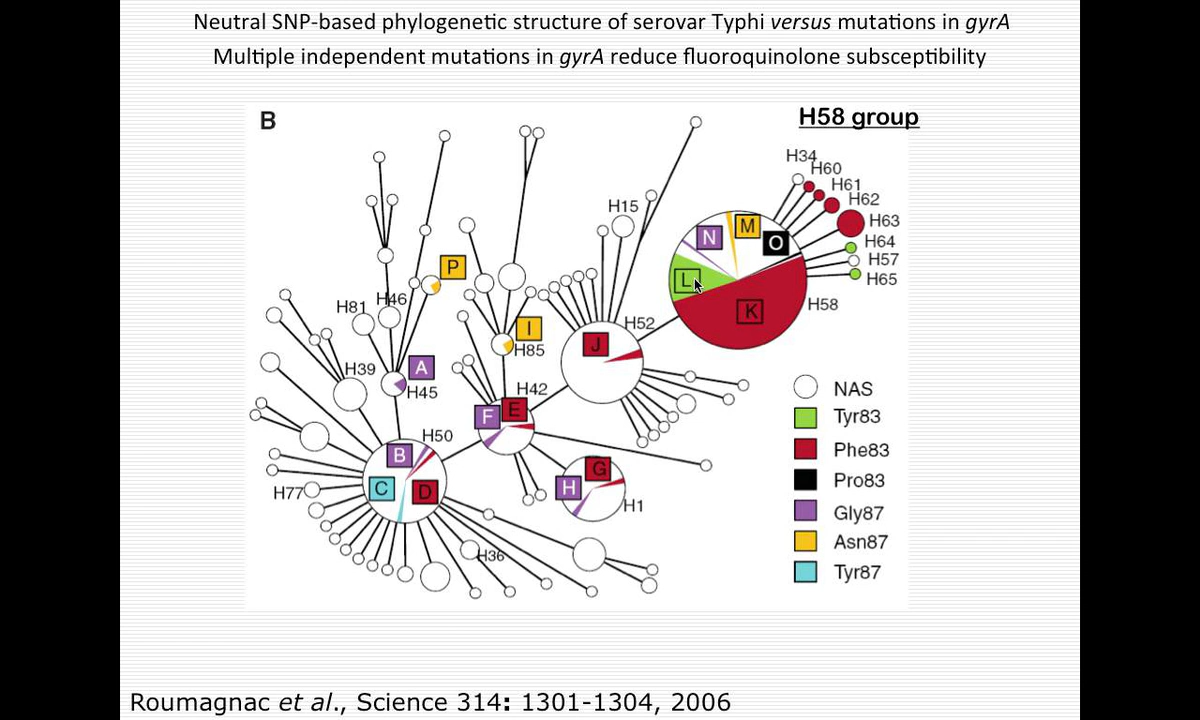 Neutral SNP-based phylogenetic structure of serovar Typhi versus mutations in gyrA
Multiple independent mutations in gyrA reduce fluoroquinolone subsceptibility
B
H58 group
H34
H60
H61
H62
H63
H64
H57
H65
H58
M
N
O
L
K
H15
P
H46
H81
I
H85
H52
J
A
H45
H39
H42
E
F
H50
B
C
D
G
H
H1
H77
H36
NAS
Tyr83
Phe83
Pro83
Gly87
Asn87
Tyr87
Roumagnac et al., Science 314: 1301-1304, 2006